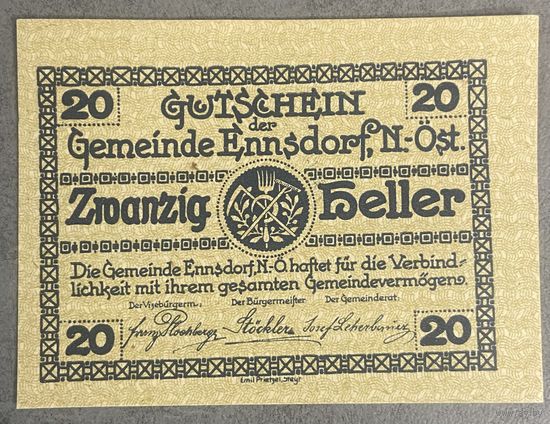 20 GUTSCHEIN 20
der
Gemeinde Ennsdorf, N.-Öst.
Zwanzig Heller
Die Gemeinde Ennsdorf, N.-Ö haftet für die Verbind-
lichkeit mit ihrem gesamten Gemeindevermögen.
Der Vizebürgerm. Der Bürgermeister Der Gemeinderat:
20 Stöckler Josef 20
Emil Prietzel, Steyr